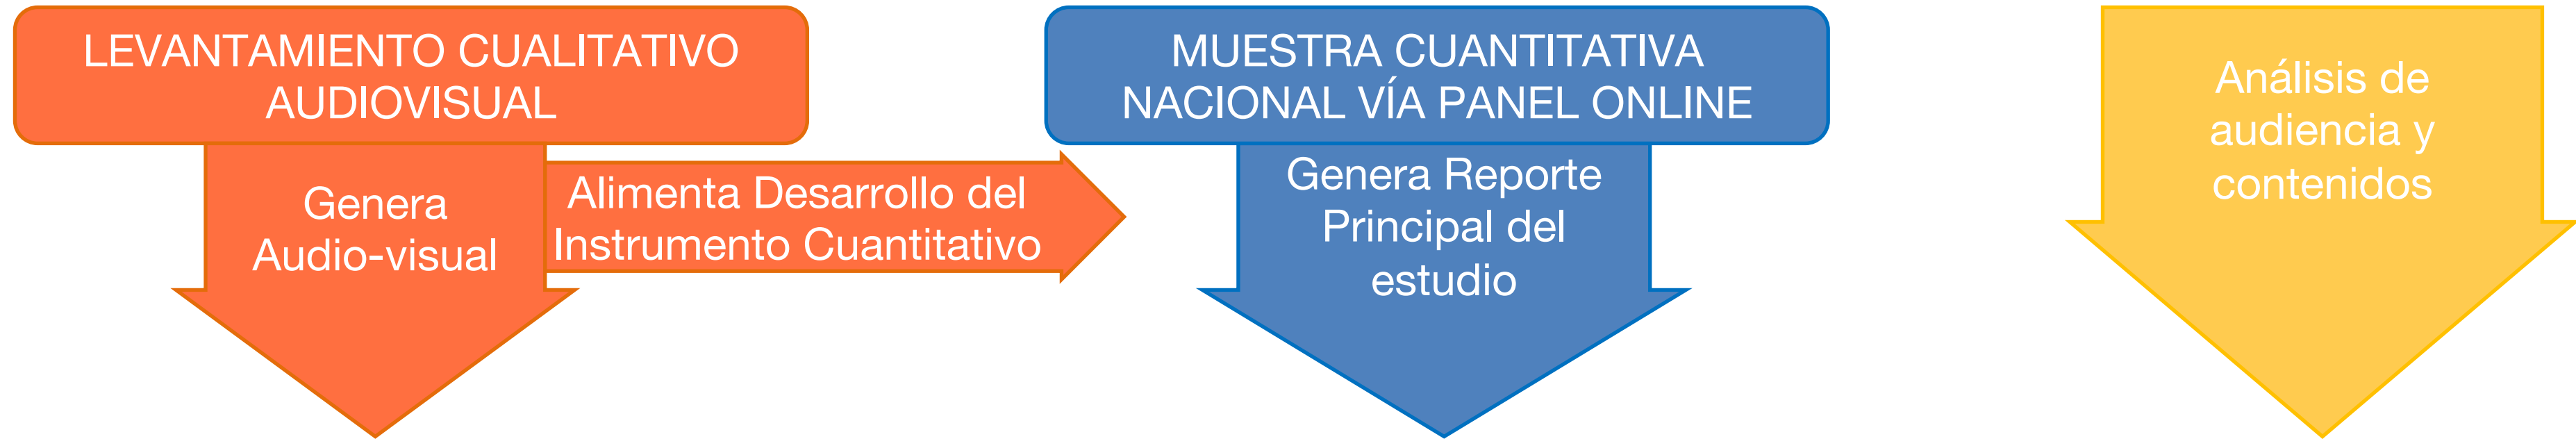 LEVANTAMIENTO CUALITATIVO
AUDIOVISUAL
Genera
Audio-visual
Alimenta Desarrollo del
Instrumento Cuantitativo
MUESTRA CUANTITATIVA
NACIONAL VÍA PANEL ONLINE
Genera Reporte
Principal del
estudio
Análisis de
audiencia y
contenidos